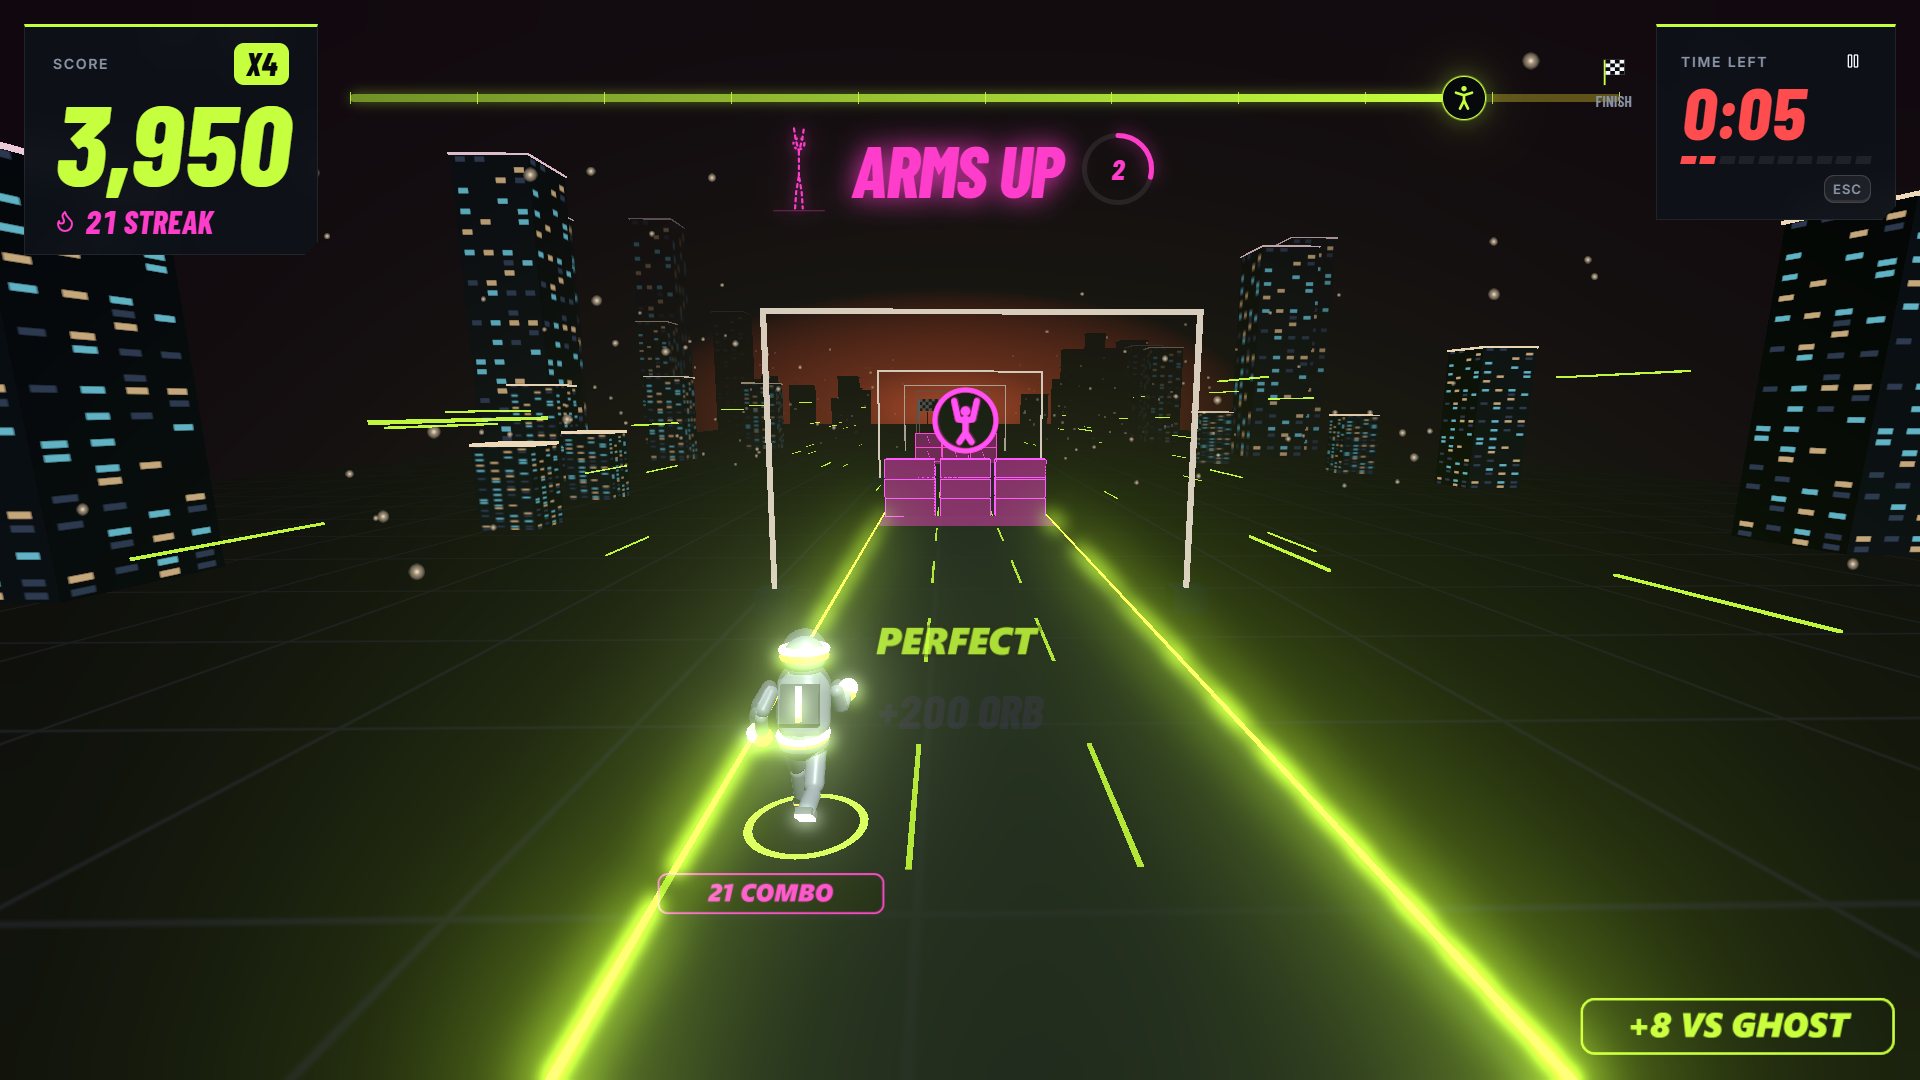 SCORE
X4
3,950
21 STREAK
FINISH
TIME LEFT
0:05
ESC
ARMS UP
2
PERFECT
+200 ORB
21 COMBO
+8 VS GHOST